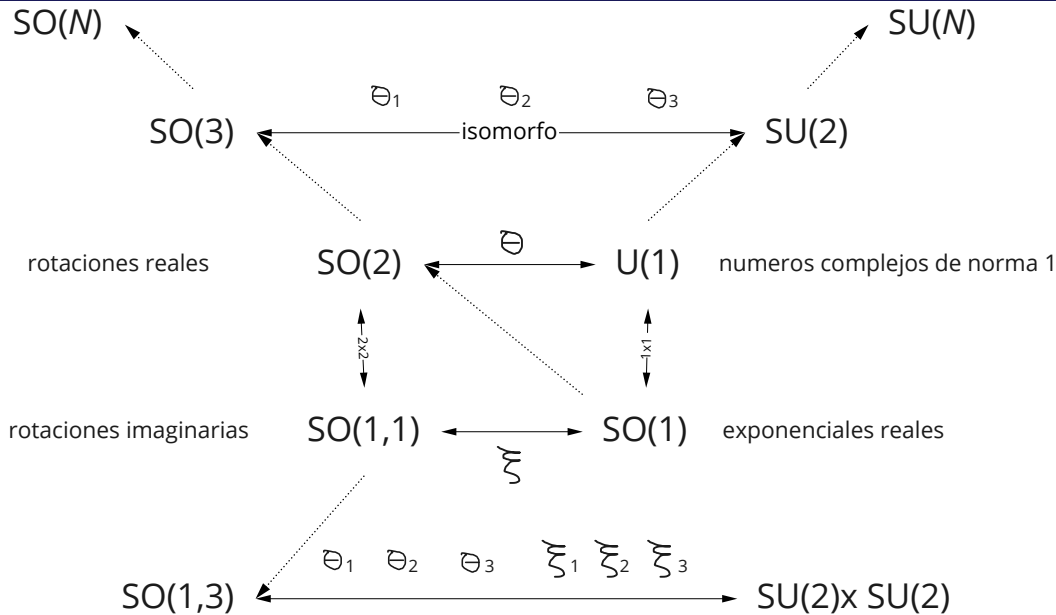 SO(N) SU(N)
θ1 θ2 θ3
SO(3) isomorfo SU(2)
θ
rotaciones reales SO(2) U(1) numeros complejos de norma 1
2x2 1x1
rotaciones imaginarias SO(1,1) SO(1) exponenciales reales
ξ
θ1 θ2 θ3 ξ1 ξ2 ξ3
SO(1,3) SU(2)x SU(2)